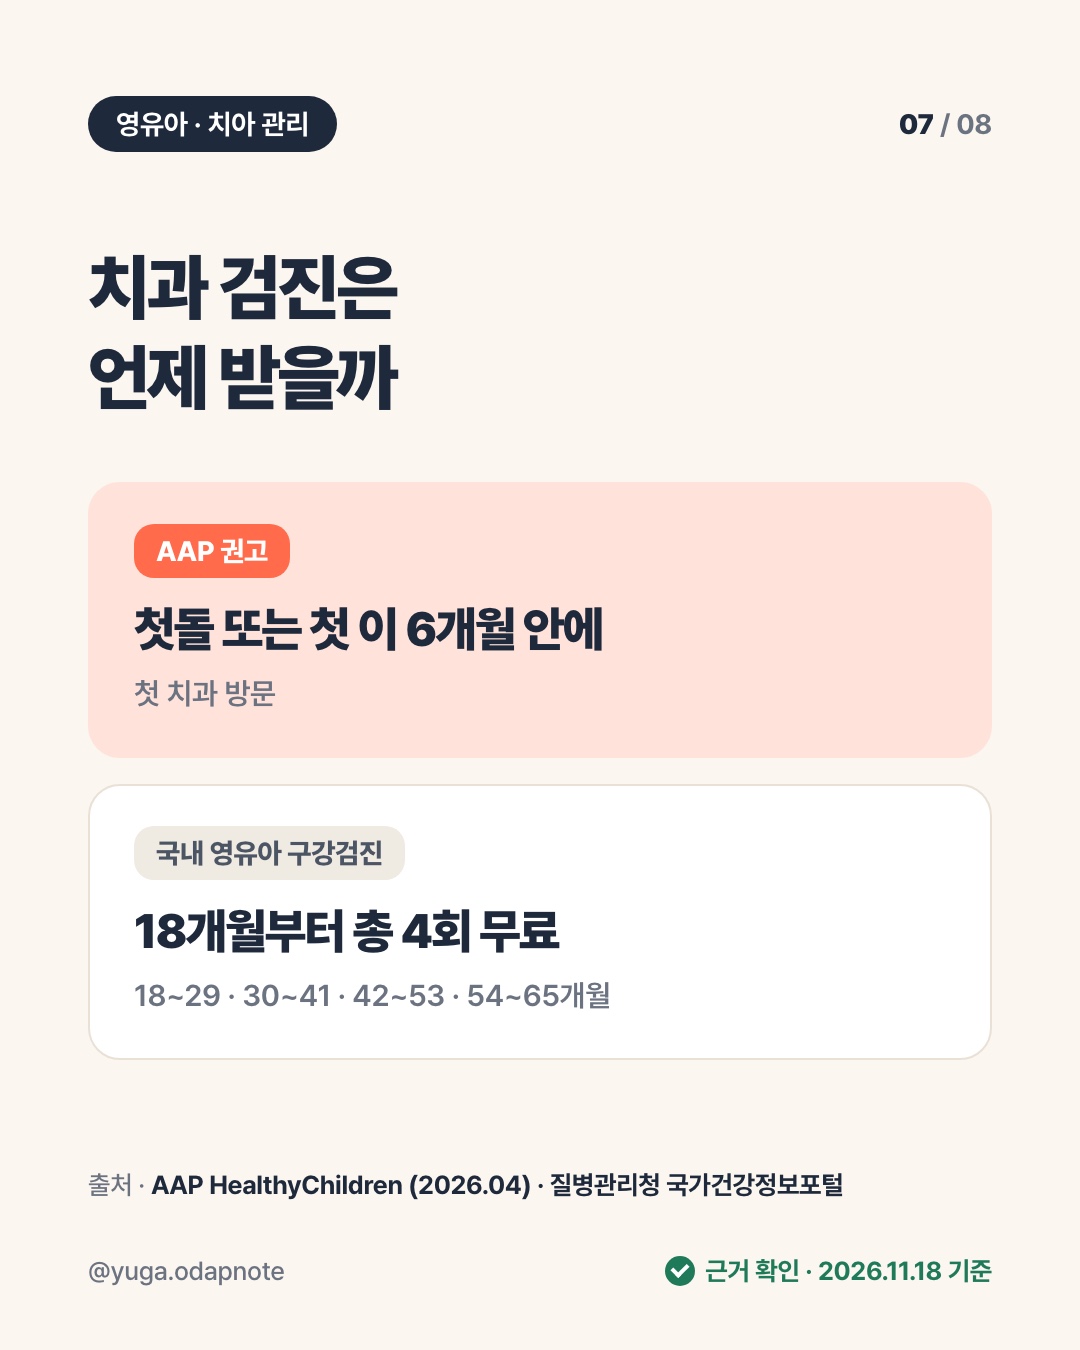 영유아 · 치아 관리
07 / 08
치과 검진은
언제 받을까
AAP 권고
첫돌 또는 첫 이 6개월 안에
첫 치과 방문
국내 영유아 구강검진
18개월부터 총 4회 무료
18~29 · 30~41 · 42~53 · 54~65개월
출처 · AAP HealthyChildren (2026.04) · 질병관리청 국가건강정보포털
@yuga.odapnote
근거 확인 · 2026.11.18 기준